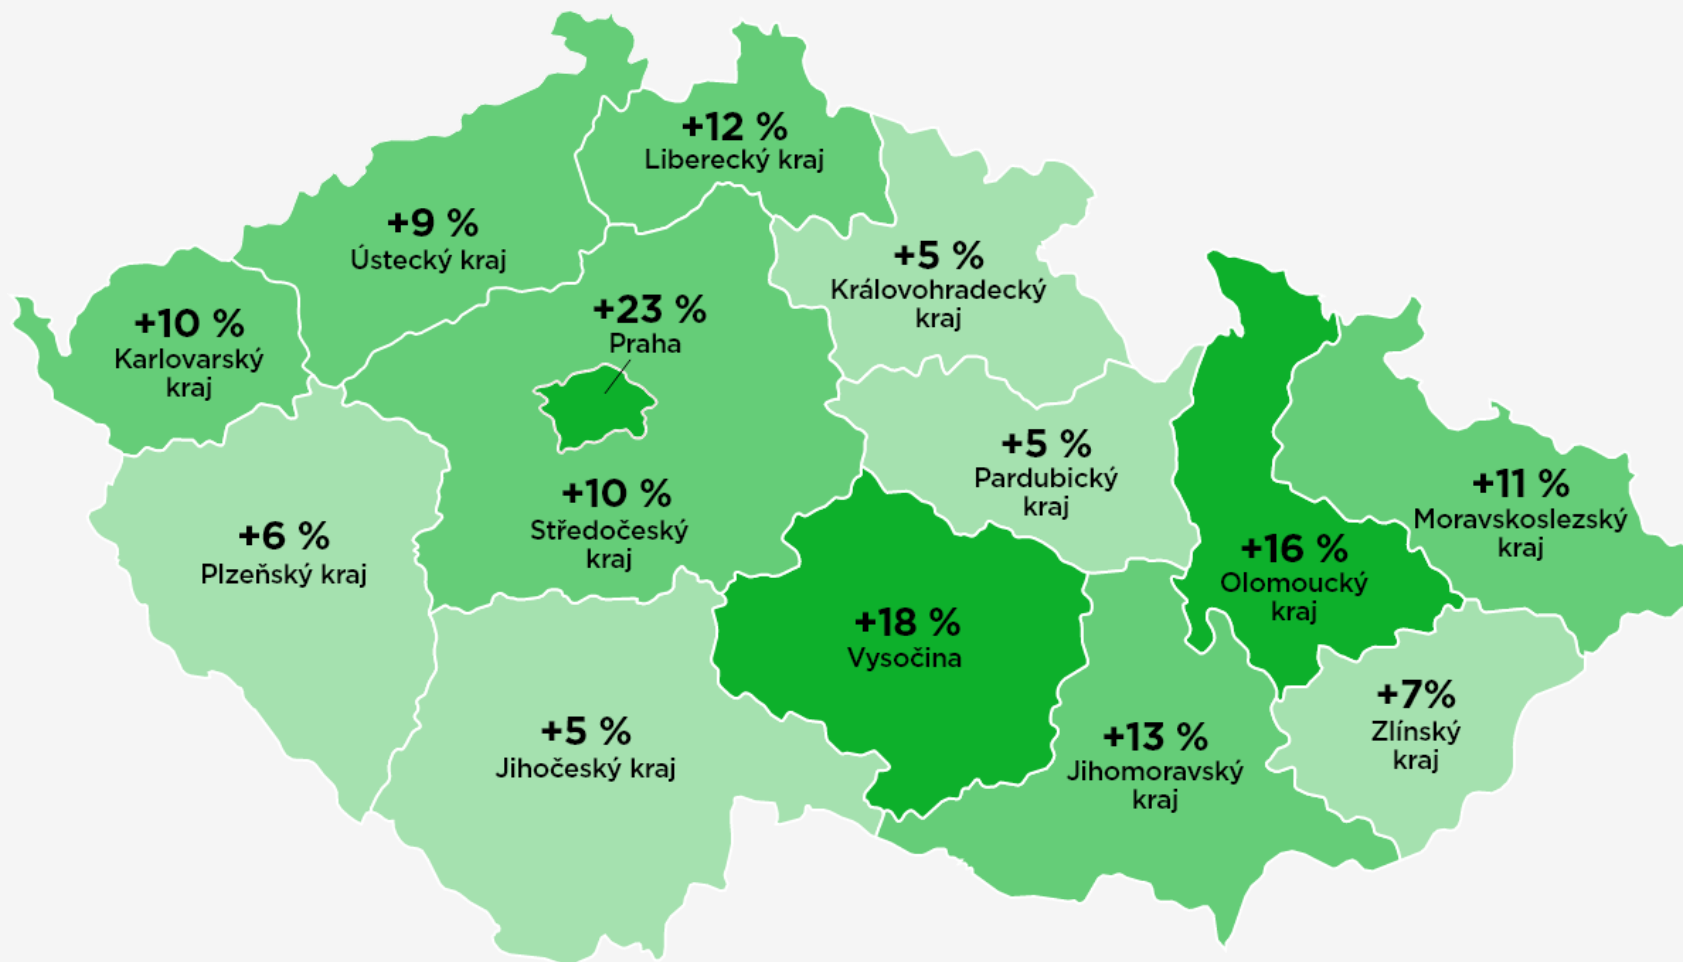 +12 %
Liberecký kraj
+9 %
Ústecký kraj
+5 %
Královohradecký
kraj
+23 %
Praha
+10 %
Karlovarský
kraj
+5 %
Pardubický
kraj
+11 %
Moravskoslezský
kraj
+10 %
Středočeský
kraj
+6 %
Plzeňský kraj
+16 %
Olomoucký
kraj
+18 %
Vysočina
+7%
Zlínský
kraj
+5 %
Jihočeský kraj
+13 %
Jihomoravský
kraj